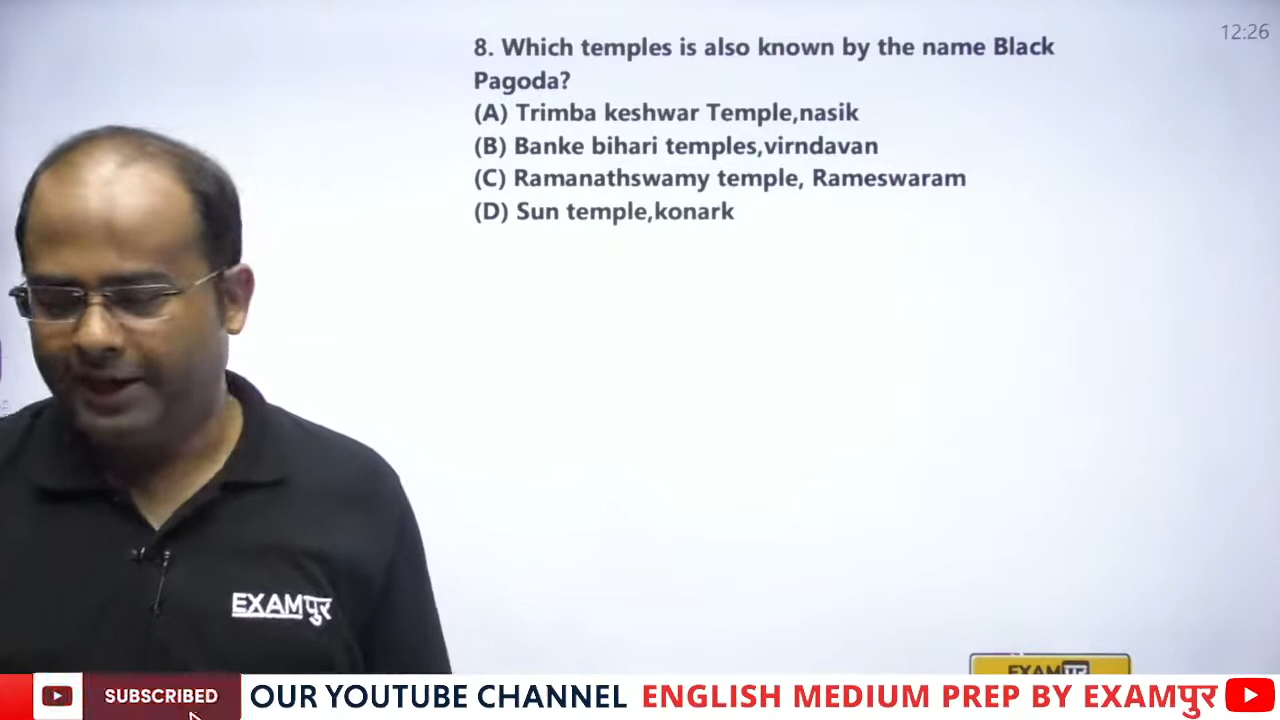 12:26
8. Which temples is also known by the name Black
Pagoda?
(A) Trimba keshwar Temple,nasik
(B) Banke bihari temples,virndavan
(C) Ramanathswamy temple, Rameswaram
(D) Sun temple,konark
EXAMपुर
EXAMपुर
SUBSCRIBED
OUR YOUTUBE CHANNEL ENGLISH MEDIUM PREP BY EXAMपुर